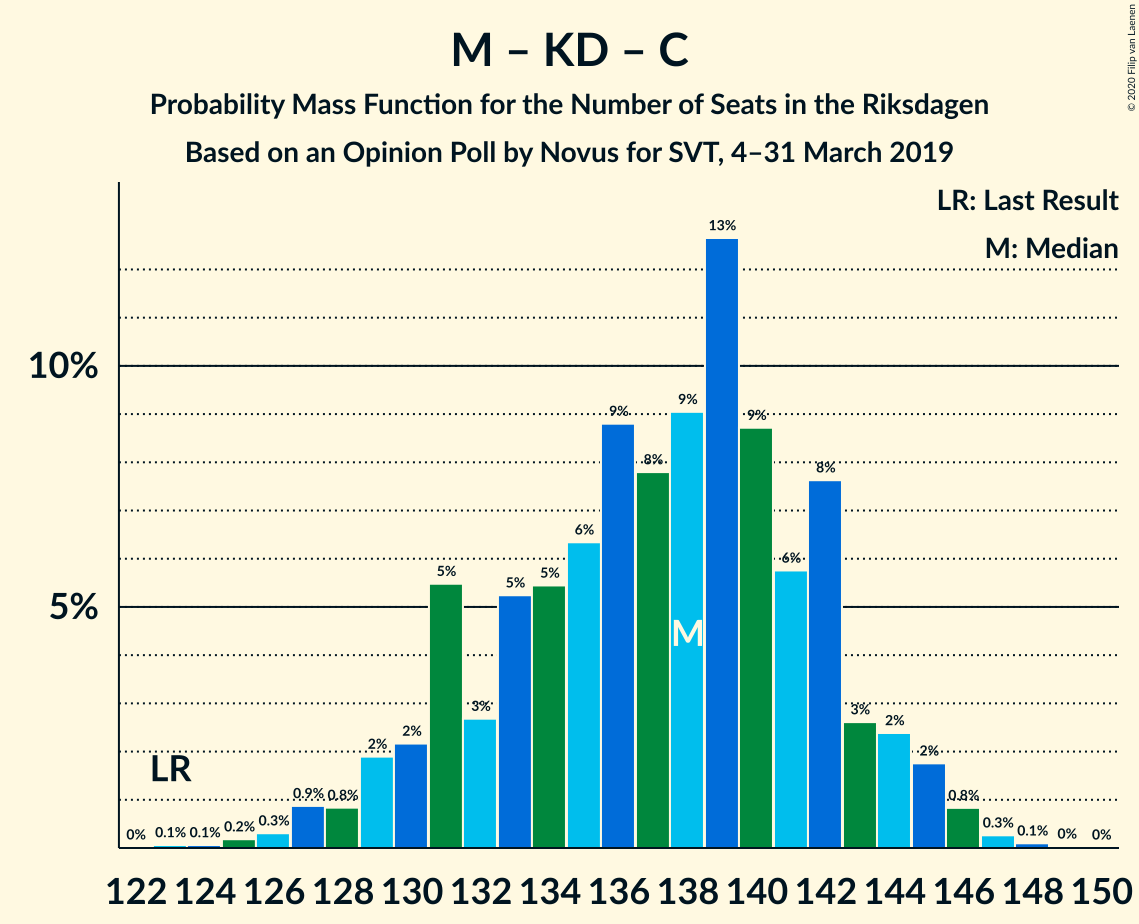 © 2020 Filip van Laenen
M – KD – C
Probability Mass Function for the Number of Seats in the Riksdagen
Based on an Opinion Poll by Novus for SVT, 4–31 March 2019
LR: Last Result
M: Median
10%
5%
LR
M
0% 0.1% 0.1% 0.2% 0.3% 0.9% 0.8% 2% 2% 5% 3% 5% 5% 6% 9% 8% 9% 13% 9% 6% 8% 3% 2% 2% 0.8% 0.3% 0.1% 0% 0%
122 124 126 128 130 132 134 136 138 140 142 144 146 148 150